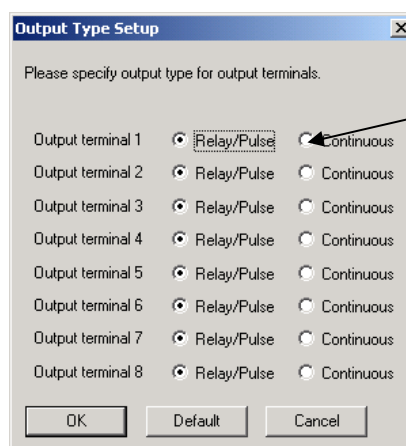 Output Type Setup
Please specify output type for output terminals.
Output terminal 1 Relay/Pulse Continuous
Output terminal 2 Relay/Pulse Continuous
Output terminal 3 Relay/Pulse Continuous
Output terminal 4 Relay/Pulse Continuous
Output terminal 5 Relay/Pulse Continuous
Output terminal 6 Relay/Pulse Continuous
Output terminal 7 Relay/Pulse Continuous
Output terminal 8 Relay/Pulse Continuous
OK Default Cancel